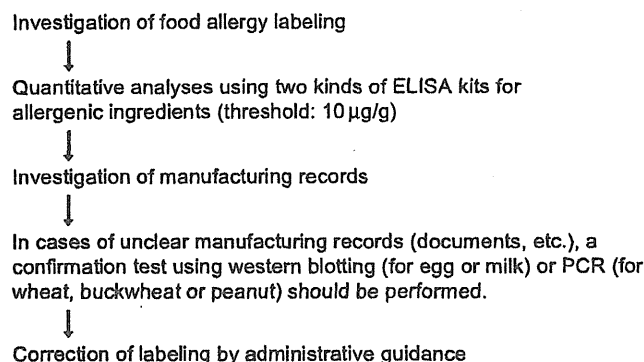 Investigation of food allergy labeling
Quantitative analyses using two kinds of ELISA kits for
allergenic ingredients (threshold: 10 µg/g)
Investigation of manufacturing records
In cases of unclear manufacturing records (documents, etc.), a
confirmation test using western blotting (for egg or milk) or PCR (for
wheat, buckwheat or peanut) should be performed.
Correction of labeling by administrative guidance